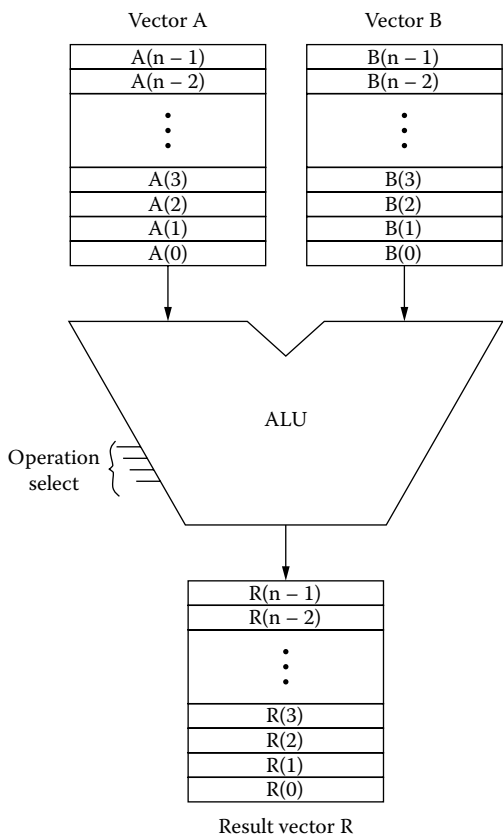 Vector A
A(n – 1)
A(n – 2)
A(3)
A(2)
A(1)
A(0)
Vector B
B(n – 1)
B(n – 2)
B(3)
B(2)
B(1)
B(0)
ALU
Operation
select
R(n – 1)
R(n – 2)
R(3)
R(2)
R(1)
R(0)
Result vector R